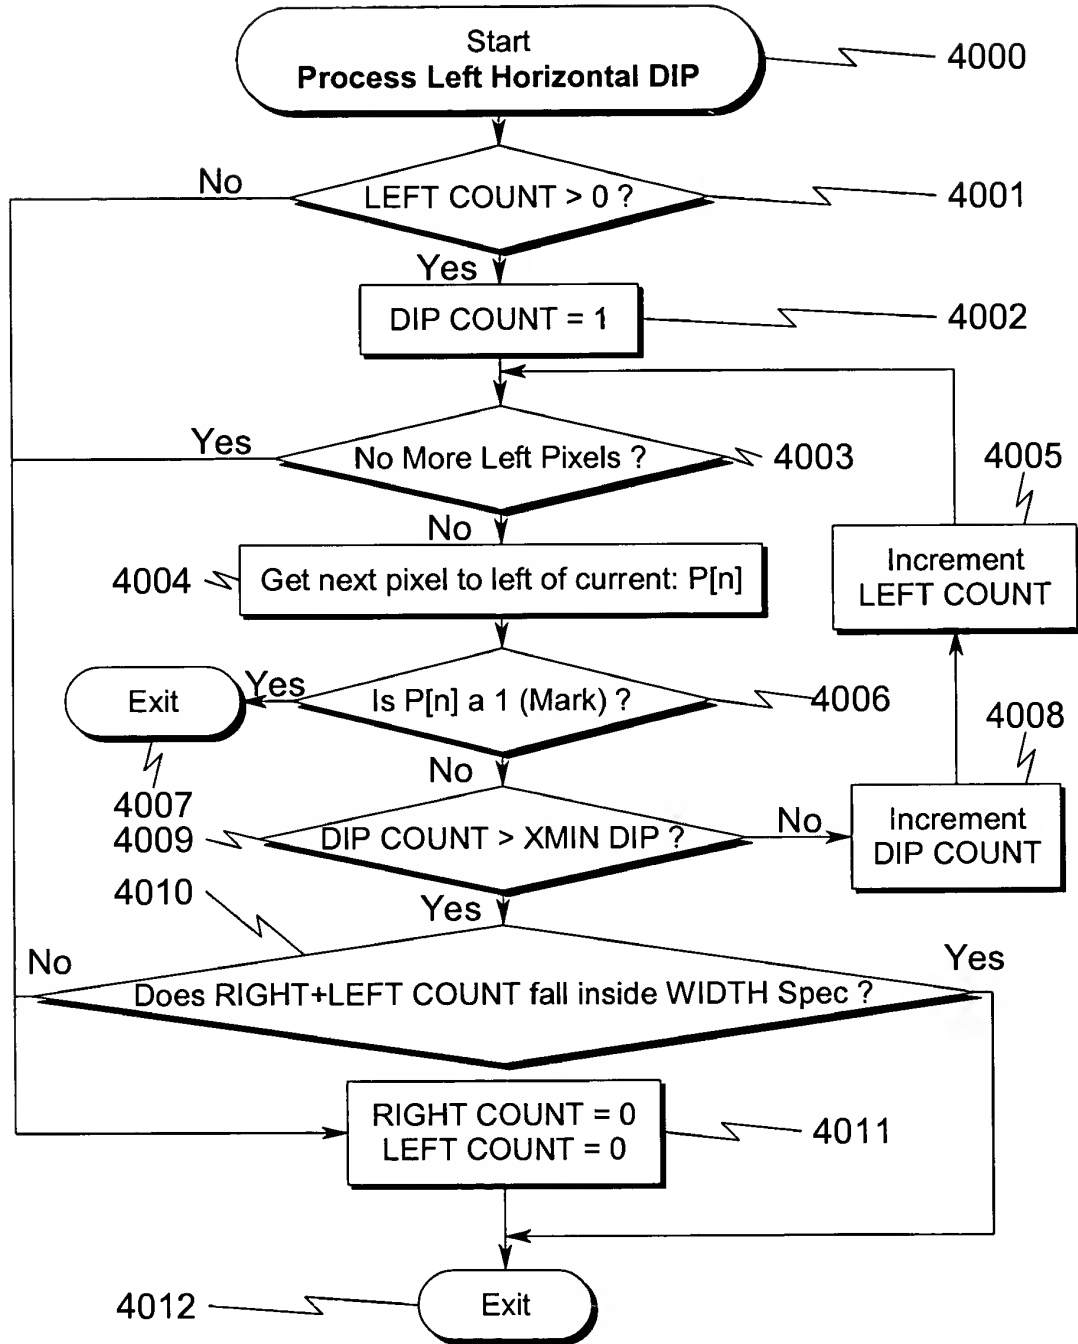 Start
Process Left Horizontal DIP
4000
No
LEFT COUNT > 0 ?
4001
Yes
DIP COUNT = 1
4002
Yes
No More Left Pixels ?
4003
4005
No
4004
Get next pixel to left of current: P[n]
Increment
LEFT COUNT
Exit
Yes
Is P[n] a 1 (Mark) ?
4006
4008
4007
No
4009
DIP COUNT > XMIN DIP ?
No
Increment
DIP COUNT
4010
Yes
No
Does RIGHT+LEFT COUNT fall inside WIDTH Spec ?
Yes
RIGHT COUNT = 0
LEFT COUNT = 0
4011
4012
Exit